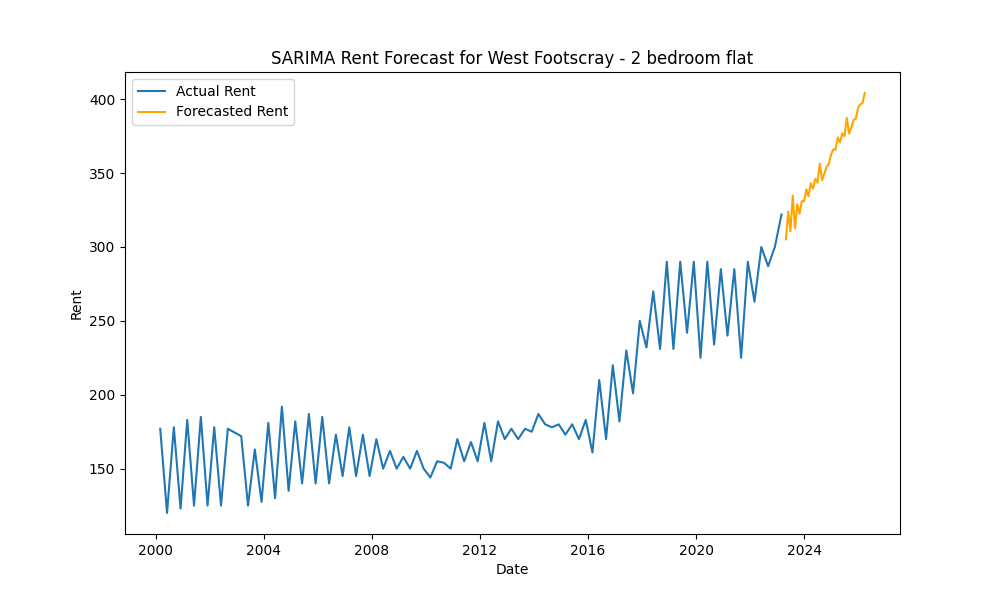 SARIMA Rent Forecast for West Footscray - 2 bedroom flat
Actual Rent
Forecasted Rent
400
350
300
250
200
150
Rent
2000 2004 2008 2012 2016 2020 2024
Date